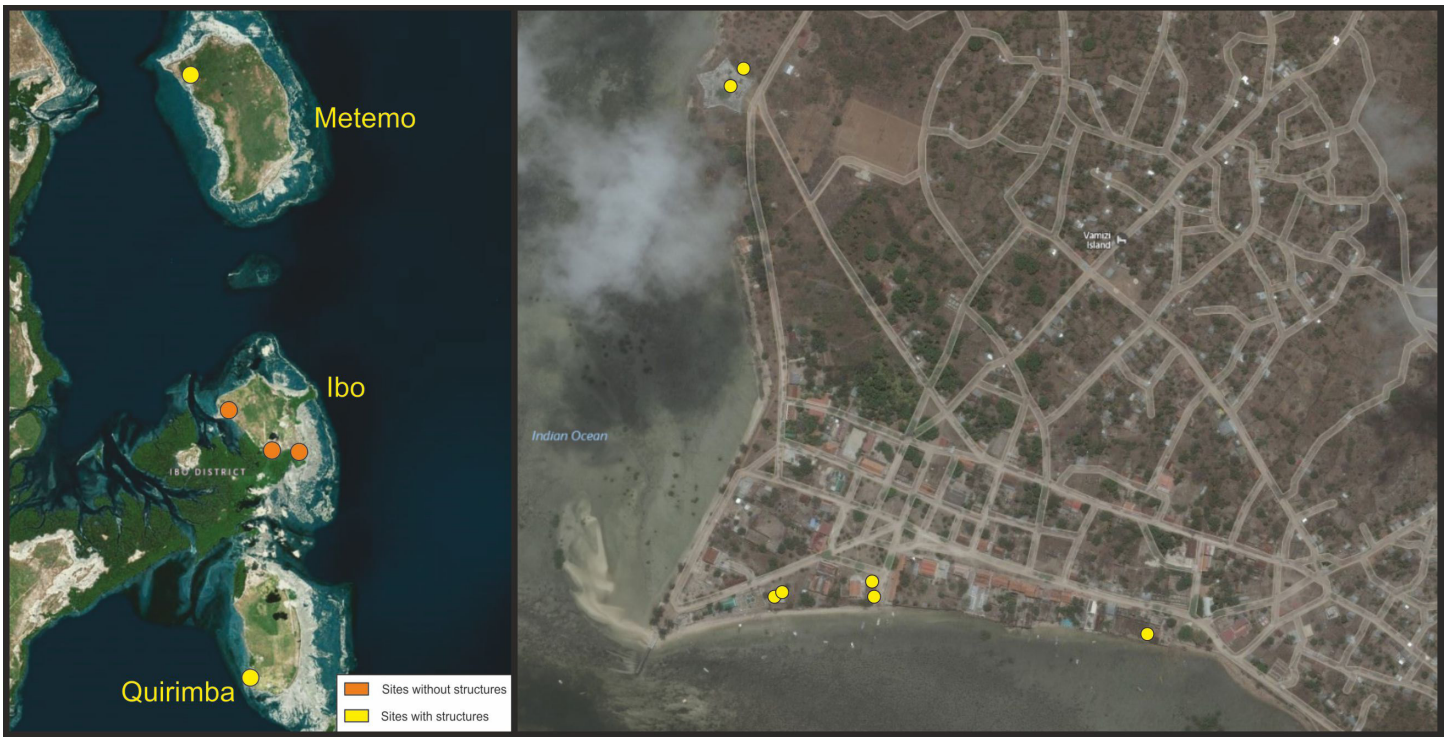 Metemo
Ibo
IBO DISTRICT
Quirimba
Sites without structures
Sites with structures
Vamizi
Island
Indian Ocean